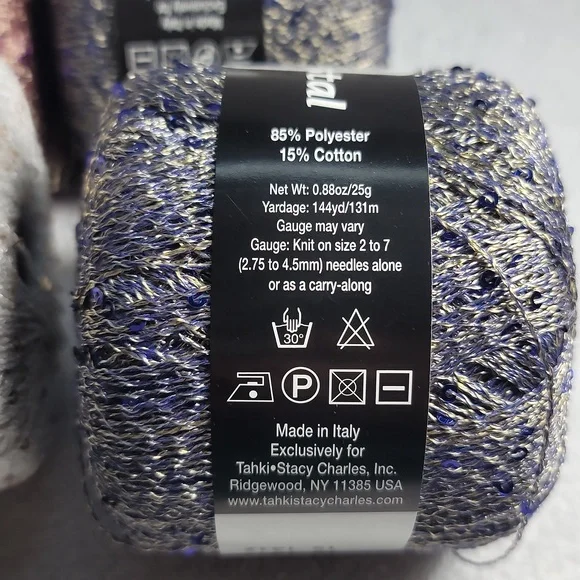 tal
85% Polyester
15% Cotton
Net Wt: 0.88oz/25g
Yardage: 144yd/131m
Gauge may vary
Gauge: Knit on size 2 to 7
(2.75 to 4.5mm) needles alone
or as a carry-along
30°
P
Made in Italy
Exclusively for
Tahki•Stacy Charles, Inc.
Ridgewood, NY 11385 USA
www.tahkistacycharles.com